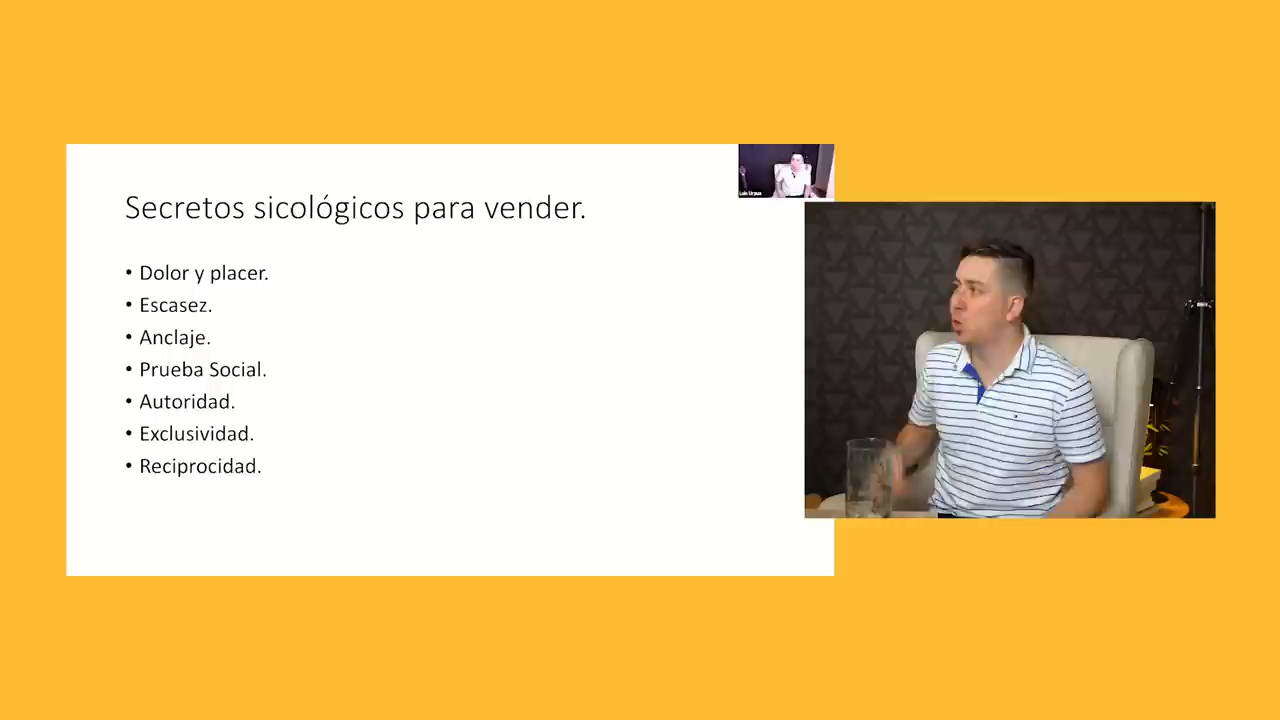 Secretos sicológicos para vender.
• Dolor y placer.
• Escasez.
• Anclaje.
• Prueba Social.
• Autoridad.
• Exclusividad.
• Reciprocidad.